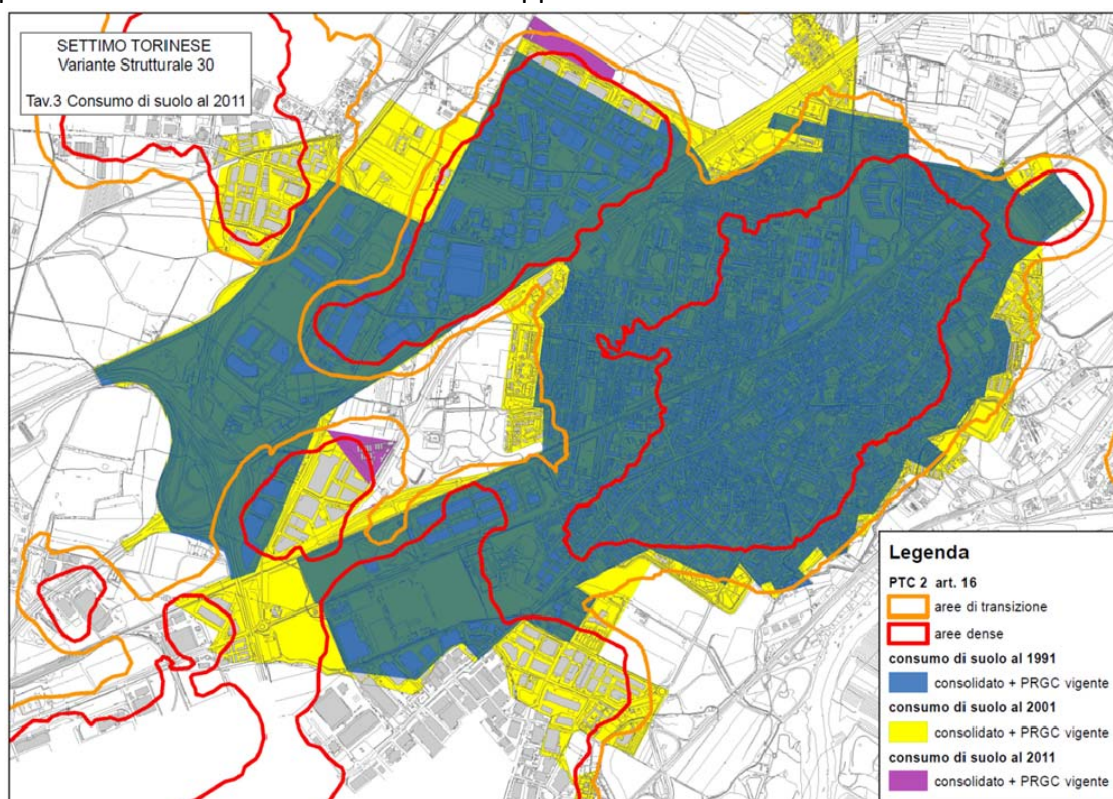 SETTIMO TORINESE
Variante Strutturale 30
Tav.3 Consumo di suolo al 2011
Legenda
PTC 2 art. 16
aree di transizione
aree dense
consumo di suolo al 1991
consolidato + PRGC vigente
consumo di suolo al 2001
consolidato + PRGC vigente
consumo di suolo al 2011
consolidato + PRGC vigente